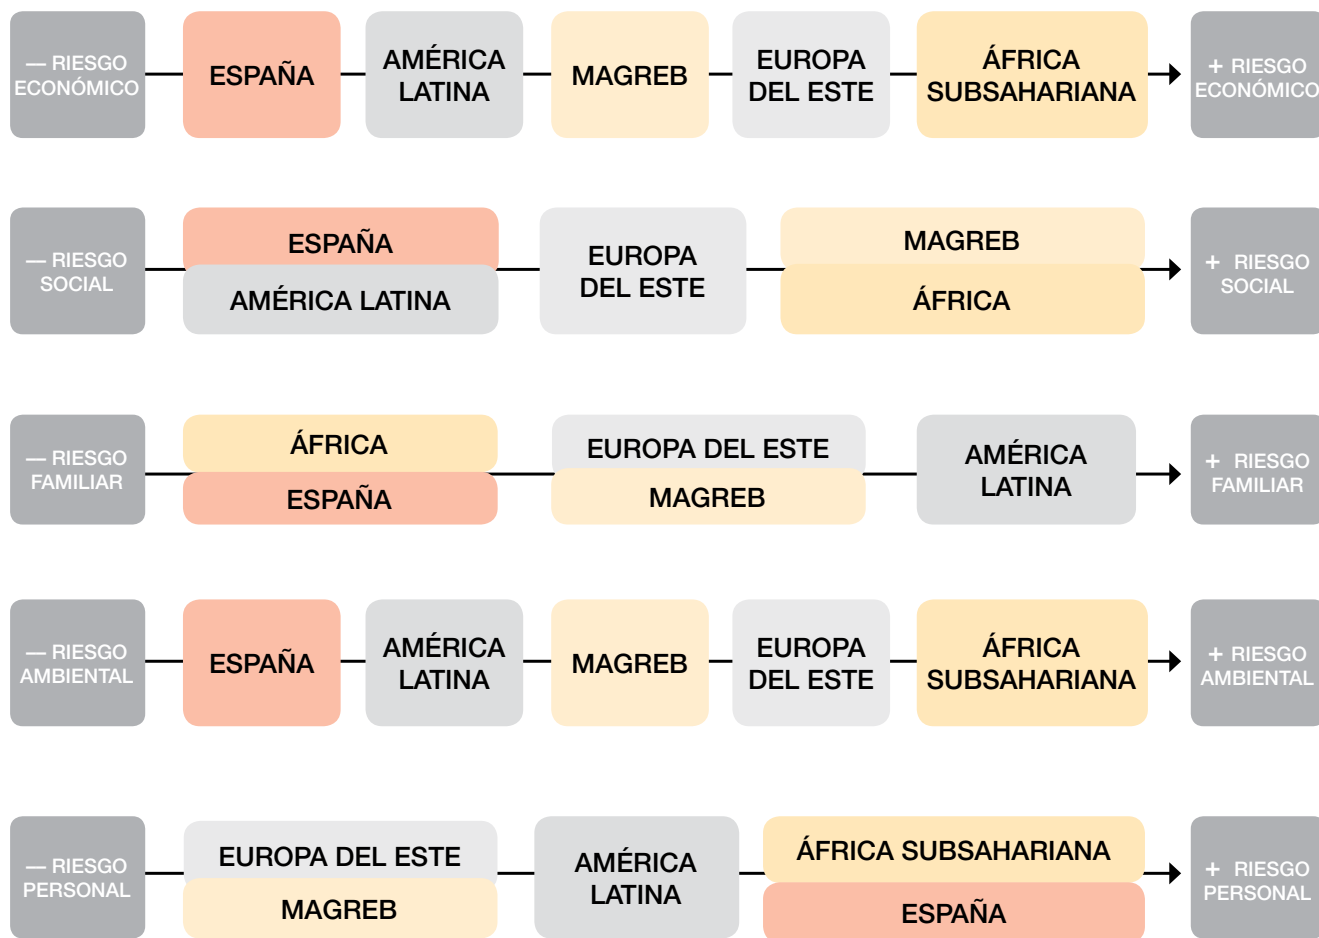 — RIESGO
ECONÓMICO
ESPAÑA
AMÉRICA
LATINA
MAGREB
EUROPA
DEL ESTE
ÁFRICA
SUBSAHARIANA
+ RIESGO
ECONÓMICO
— RIESGO
SOCIAL
ESPAÑA
AMÉRICA LATINA
EUROPA
DEL ESTE
MAGREB
ÁFRICA
+ RIESGO
SOCIAL
— RIESGO
FAMILIAR
ÁFRICA
ESPAÑA
EUROPA DEL ESTE
MAGREB
AMÉRICA
LATINA
+ RIESGO
FAMILIAR
— RIESGO
AMBIENTAL
ESPAÑA
AMÉRICA
LATINA
MAGREB
EUROPA
DEL ESTE
ÁFRICA
SUBSAHARIANA
+ RIESGO
AMBIENTAL
— RIESGO
PERSONAL
EUROPA DEL ESTE
MAGREB
AMÉRICA
LATINA
ÁFRICA SUBSAHARIANA
ESPAÑA
+ RIESGO
PERSONAL